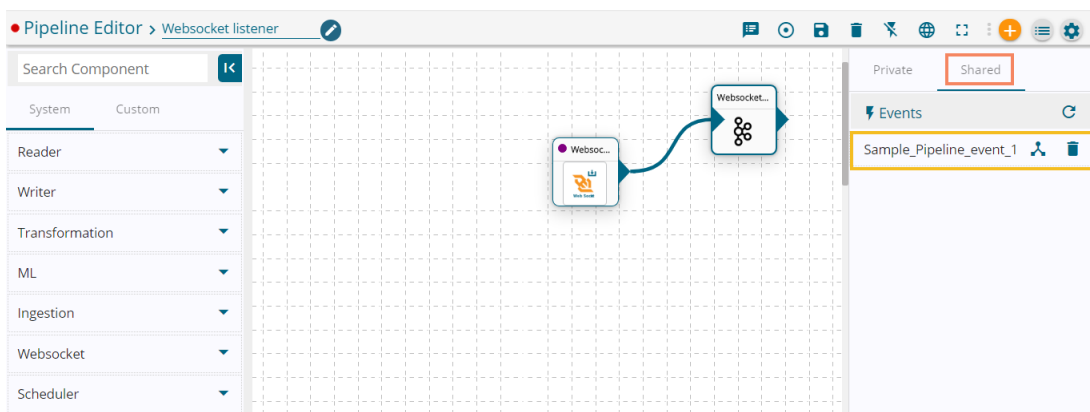 Pipeline Editor > Websocket listener
Search Component
System Custom
Reader
Writer
Transformation
ML
Ingestion
Websocket
Scheduler
Websocket...
Websoc...
Private Shared
Events
Sample_Pipeline_event_1